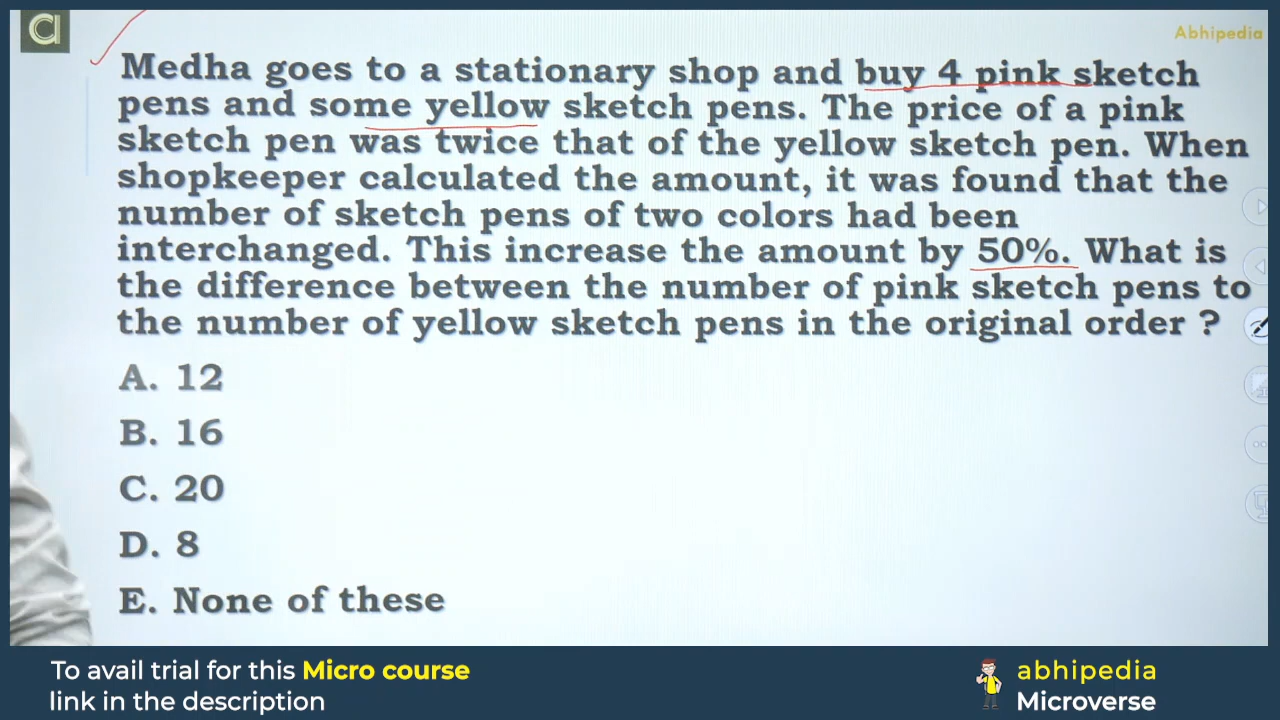 a
Abhipedia
Medha goes to a stationary shop and buy 4 pink sketch
pens and some yellow sketch pens. The price of a pink
sketch pen was twice that of the yellow sketch pen. When
shopkeeper calculated the amount, it was found that the
number of sketch pens of two colors had been
interchanged. This increase the amount by 50%. What is
the difference between the number of pink sketch pens to
the number of yellow sketch pens in the original order ?
A. 12
B. 16
C. 20
D. 8
E. None of these
To avail trial for this Micro course
link in the description
abhipedia
Microverse